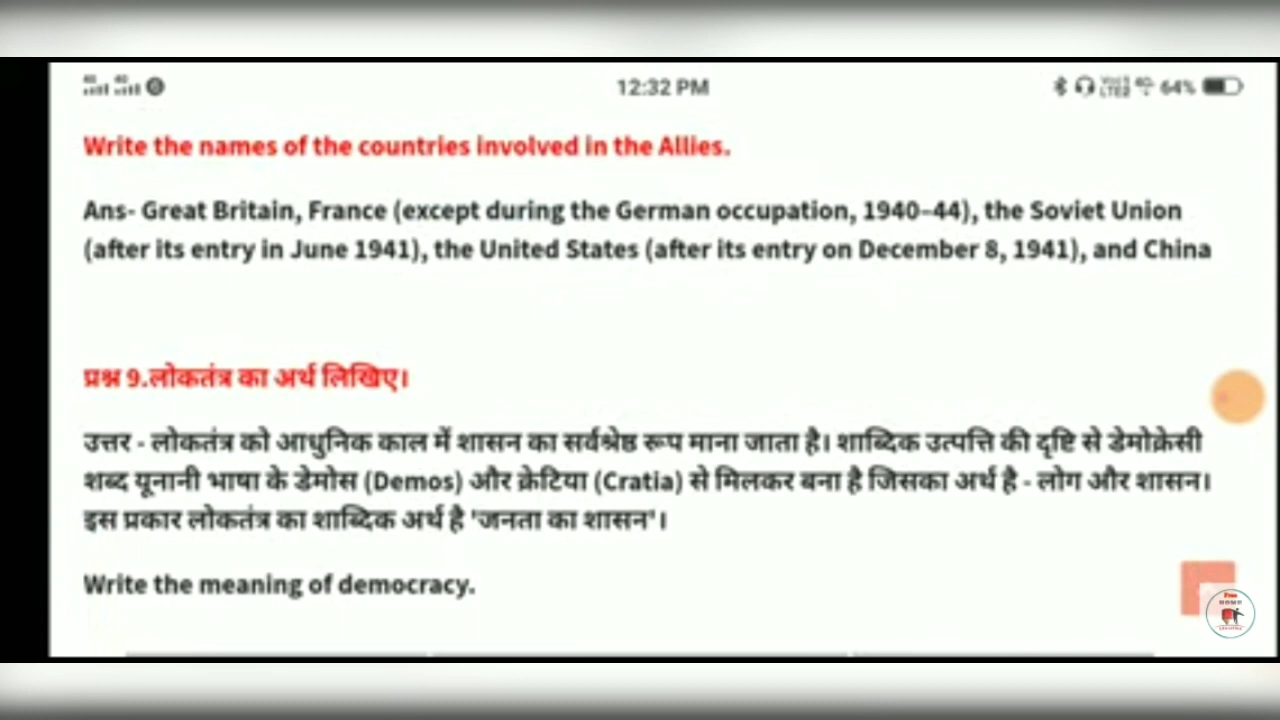 12:32 PM
64%
Write the names of the countries involved in the Allies.
Ans- Great Britain, France (except during the German occupation, 1940–44), the Soviet Union
(after its entry in June 1941), the United States (after its entry on December 8, 1941), and China
प्रश्न 9.लोकतंत्र का अर्थ लिखिए।
उत्तर - लोकतंत्र को आधुनिक काल में शासन का सर्वश्रेष्ठ रूप माना जाता है। शाब्दिक उत्पत्ति की दृष्टि से डेमोक्रेसी
शब्द यूनानी भाषा के डेमोस (Demos) और क्रेटिया (Cratia) से मिलकर बना है जिसका अर्थ है - लोग और शासन।
इस प्रकार लोकतंत्र का शाब्दिक अर्थ है 'जनता का शासन'।
Write the meaning of democracy.
Free
HOME